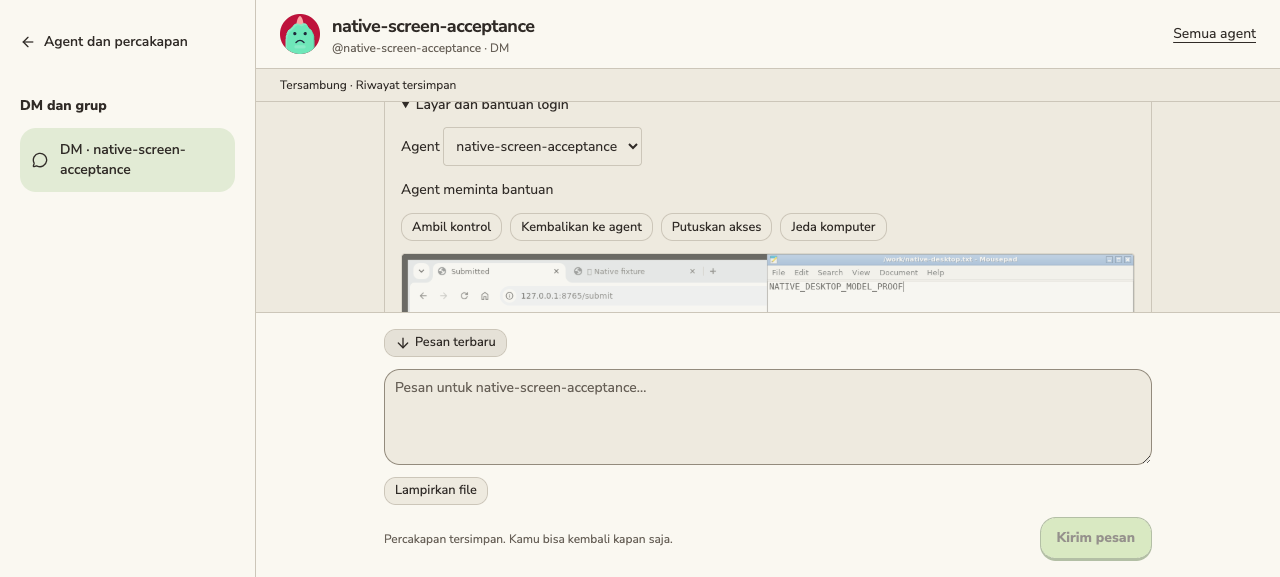 Agent dan percakapan
DM dan grup
DM · native-screen-
acceptance
native-screen-acceptance
@native-screen-acceptance · DM
Semua agent
Tersambung · Riwayat tersimpan
Layar dan bantuan login
Agent native-screen-acceptance
Agent meminta bantuan
Ambil kontrol Kembalikan ke agent Putuskan akses Jeda komputer
Submitted Native fixture
127.0.0.1:8765/submit
/work/native-desktop.txt - Mousepad
File Edit Search View Document Help
NATIVE_DESKTOP_MODEL_PROOF
Pesan terbaru
Pesan untuk native-screen-acceptance...
Lampirkan file
Percakapan tersimpan. Kamu bisa kembali kapan saja.
Kirim pesan